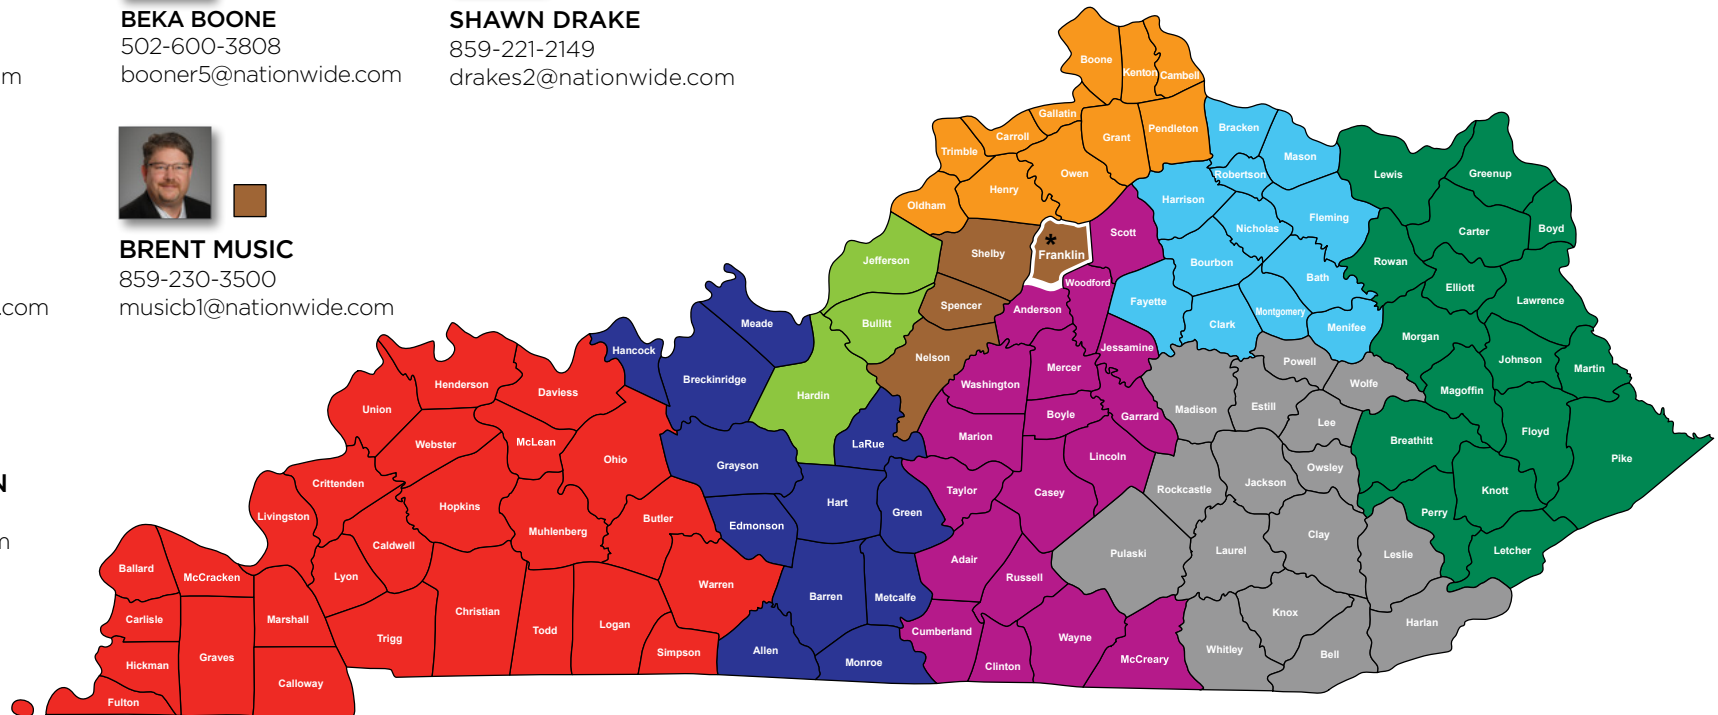 BEKA BOONE
502-600-3808
booner5@nationwide.com
SHAWN DRAKE
859-221-2149
drakes2@nationwide.com
m
BRENT MUSIC
859-230-3500
musicb1@nationwide.com
.com
N
m
Boone
Kenton
Cambell
Gallatin
Carroll
Grant
Pendleton
Trimble
Owen
Henry
Oldham
Bracken
Mason
Robertson
Harrison
Nicholas
Fleming
Bourbon
Bath
Fayette
Clark
Montgomery
Menifee
Lewis
Greenup
Carter
Boyd
Rowan
Elliott
Lawrence
Morgan
Johnson
Martin
Magoffin
Breathitt
Floyd
Pike
Knott
Perry
Letcher
Jefferson
Bullitt
Hardin
Shelby
*
Franklin
Spencer
Nelson
Scott
Woodford
Anderson
Jessamine
Mercer
Washington
Boyle
Garrard
Marion
Lincoln
Taylor
Casey
Adair
Russell
Cumberland
Clinton
Wayne
McCreary
Powell
Wolfe
Madison
Estill
Lee
Owsley
Jackson
Rockcastle
Pulaski
Laurel
Clay
Leslie
Knox
Harlan
Whitley
Bell
Hancock
Meade
Breckinridge
LaRue
Grayson
Hart
Green
Edmonson
Barren
Metcalfe
Allen
Monroe
Henderson
Daviess
Union
Webster
McLean
Ohio
Crittenden
Hopkins
Livingston
Muhlenberg
Butler
Caldwell
Lyon
Warren
Ballard
McCracken
Carlisle
Marshall
Christian
Trigg
Todd
Logan
Simpson
Hickman
Graves
Calloway
Fulton